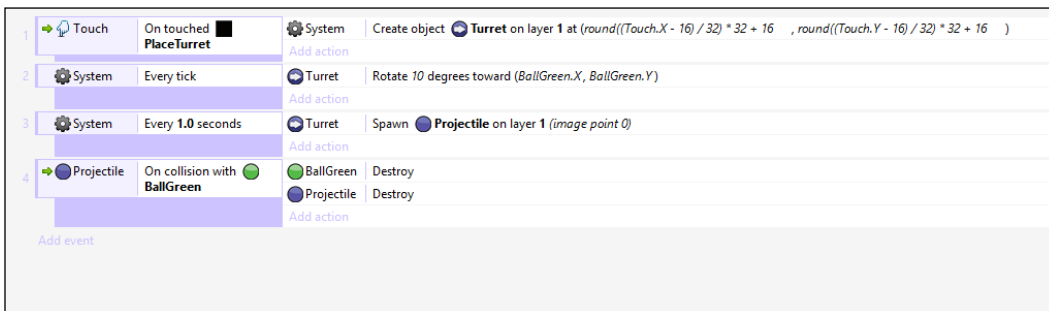 1 Touch On touched PlaceTurret System Create object Turret on layer 1 at (round((Touch.X - 16) / 32) * 32 + 16 , round((Touch.Y - 16) / 32) * 32 + 16 )
Add action
2 System Every tick Turret Rotate 10 degrees toward (BallGreen.X, BallGreen.Y)
Add action
3 System Every 1.0 seconds Turret Spawn Projectile on layer 1 (image point 0)
Add action
4 Projectile On collision with BallGreen BallGreen Destroy
Projectile Destroy
Add action
Add event